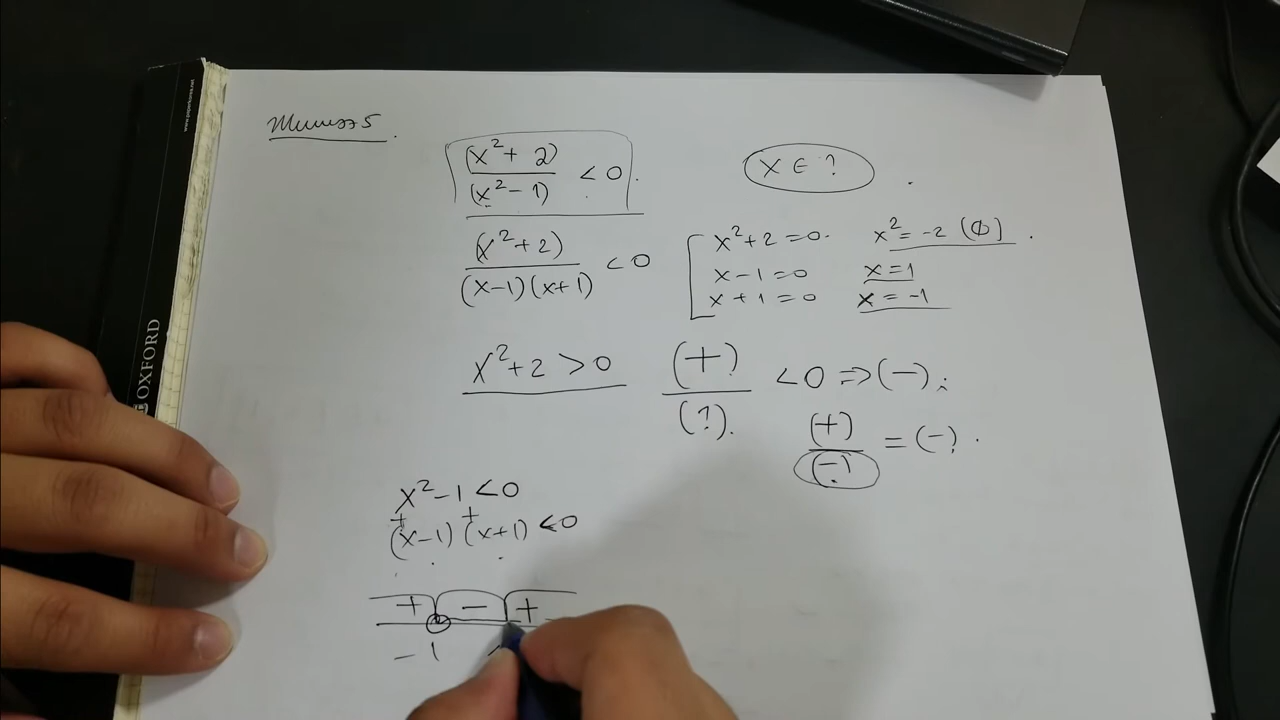 (x²+ 2)
(x²- 1) < 0.
x ∈ ?
(x²+2)
(x-1)(x+1) < 0
x²+2 = 0. x² = -2 (Ø)
x - 1 = 0 x = 1
x + 1 = 0 x = -1
x²+2 > 0
(+)
(?). < 0 ⇒ (-);
(+)
(-) = (-).
x²-1 < 0
+ +
(x-1)(x+1) < 0
+ - +
-1
OXFORD